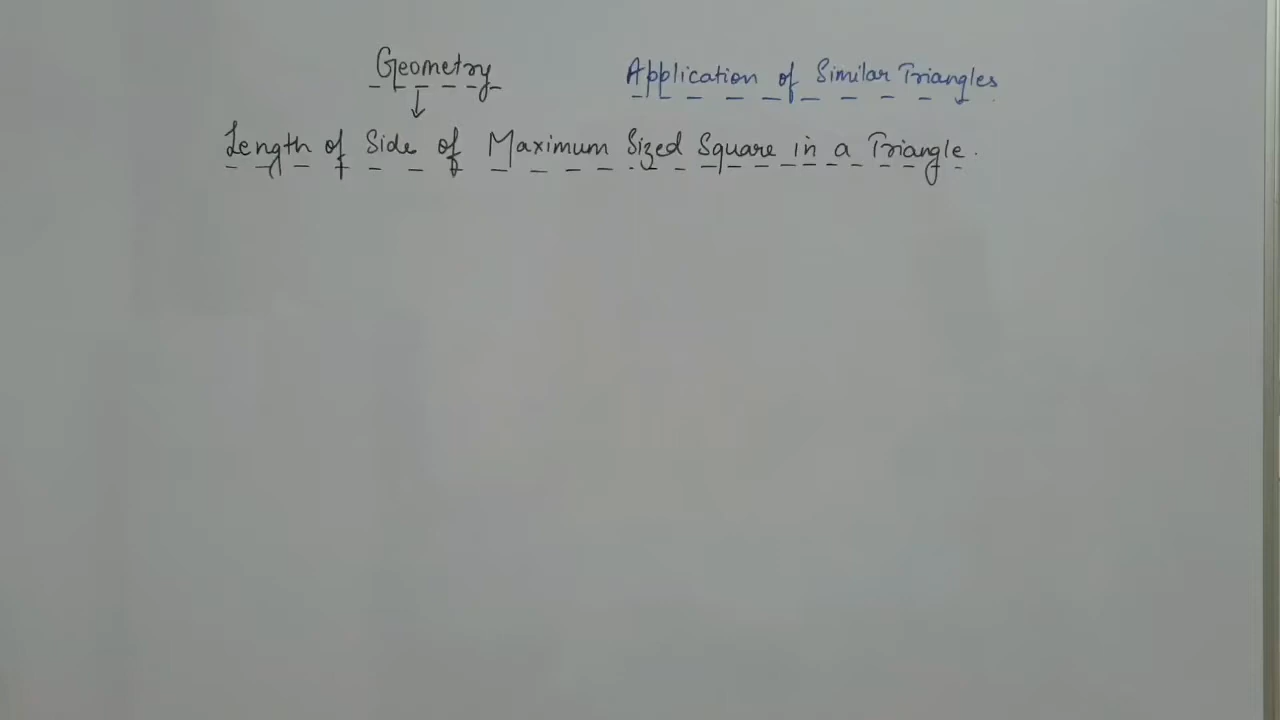 Geometry
Application of Similar Triangles
Length of Side of Maximum Sized Square in a Triangle.